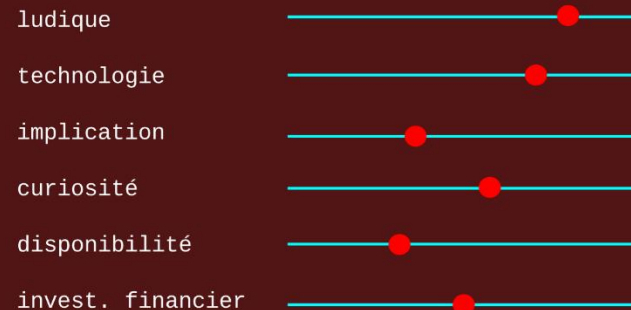 ludique
technologie
implication
curiosité
disponibilité
invest. financier